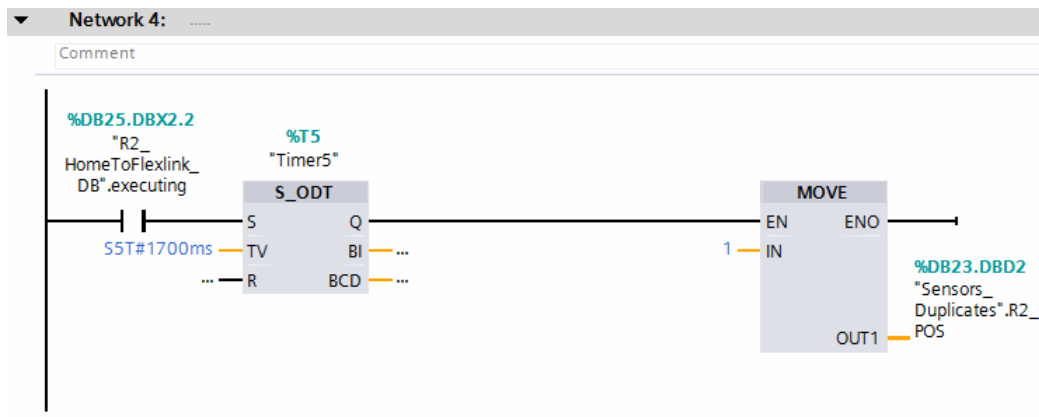 Network 4: .....
Comment
%DB25.DBX2.2
"R2_
HomeToFlexlink_
DB".executing
%T5
"Timer5"
S_ODT
S Q
S5T#1700ms TV BI ...
... R BCD ...
MOVE
EN ENO
1 IN
%DB23.DBD2
"Sensors_
Duplicates".R2_
OUT1 POS